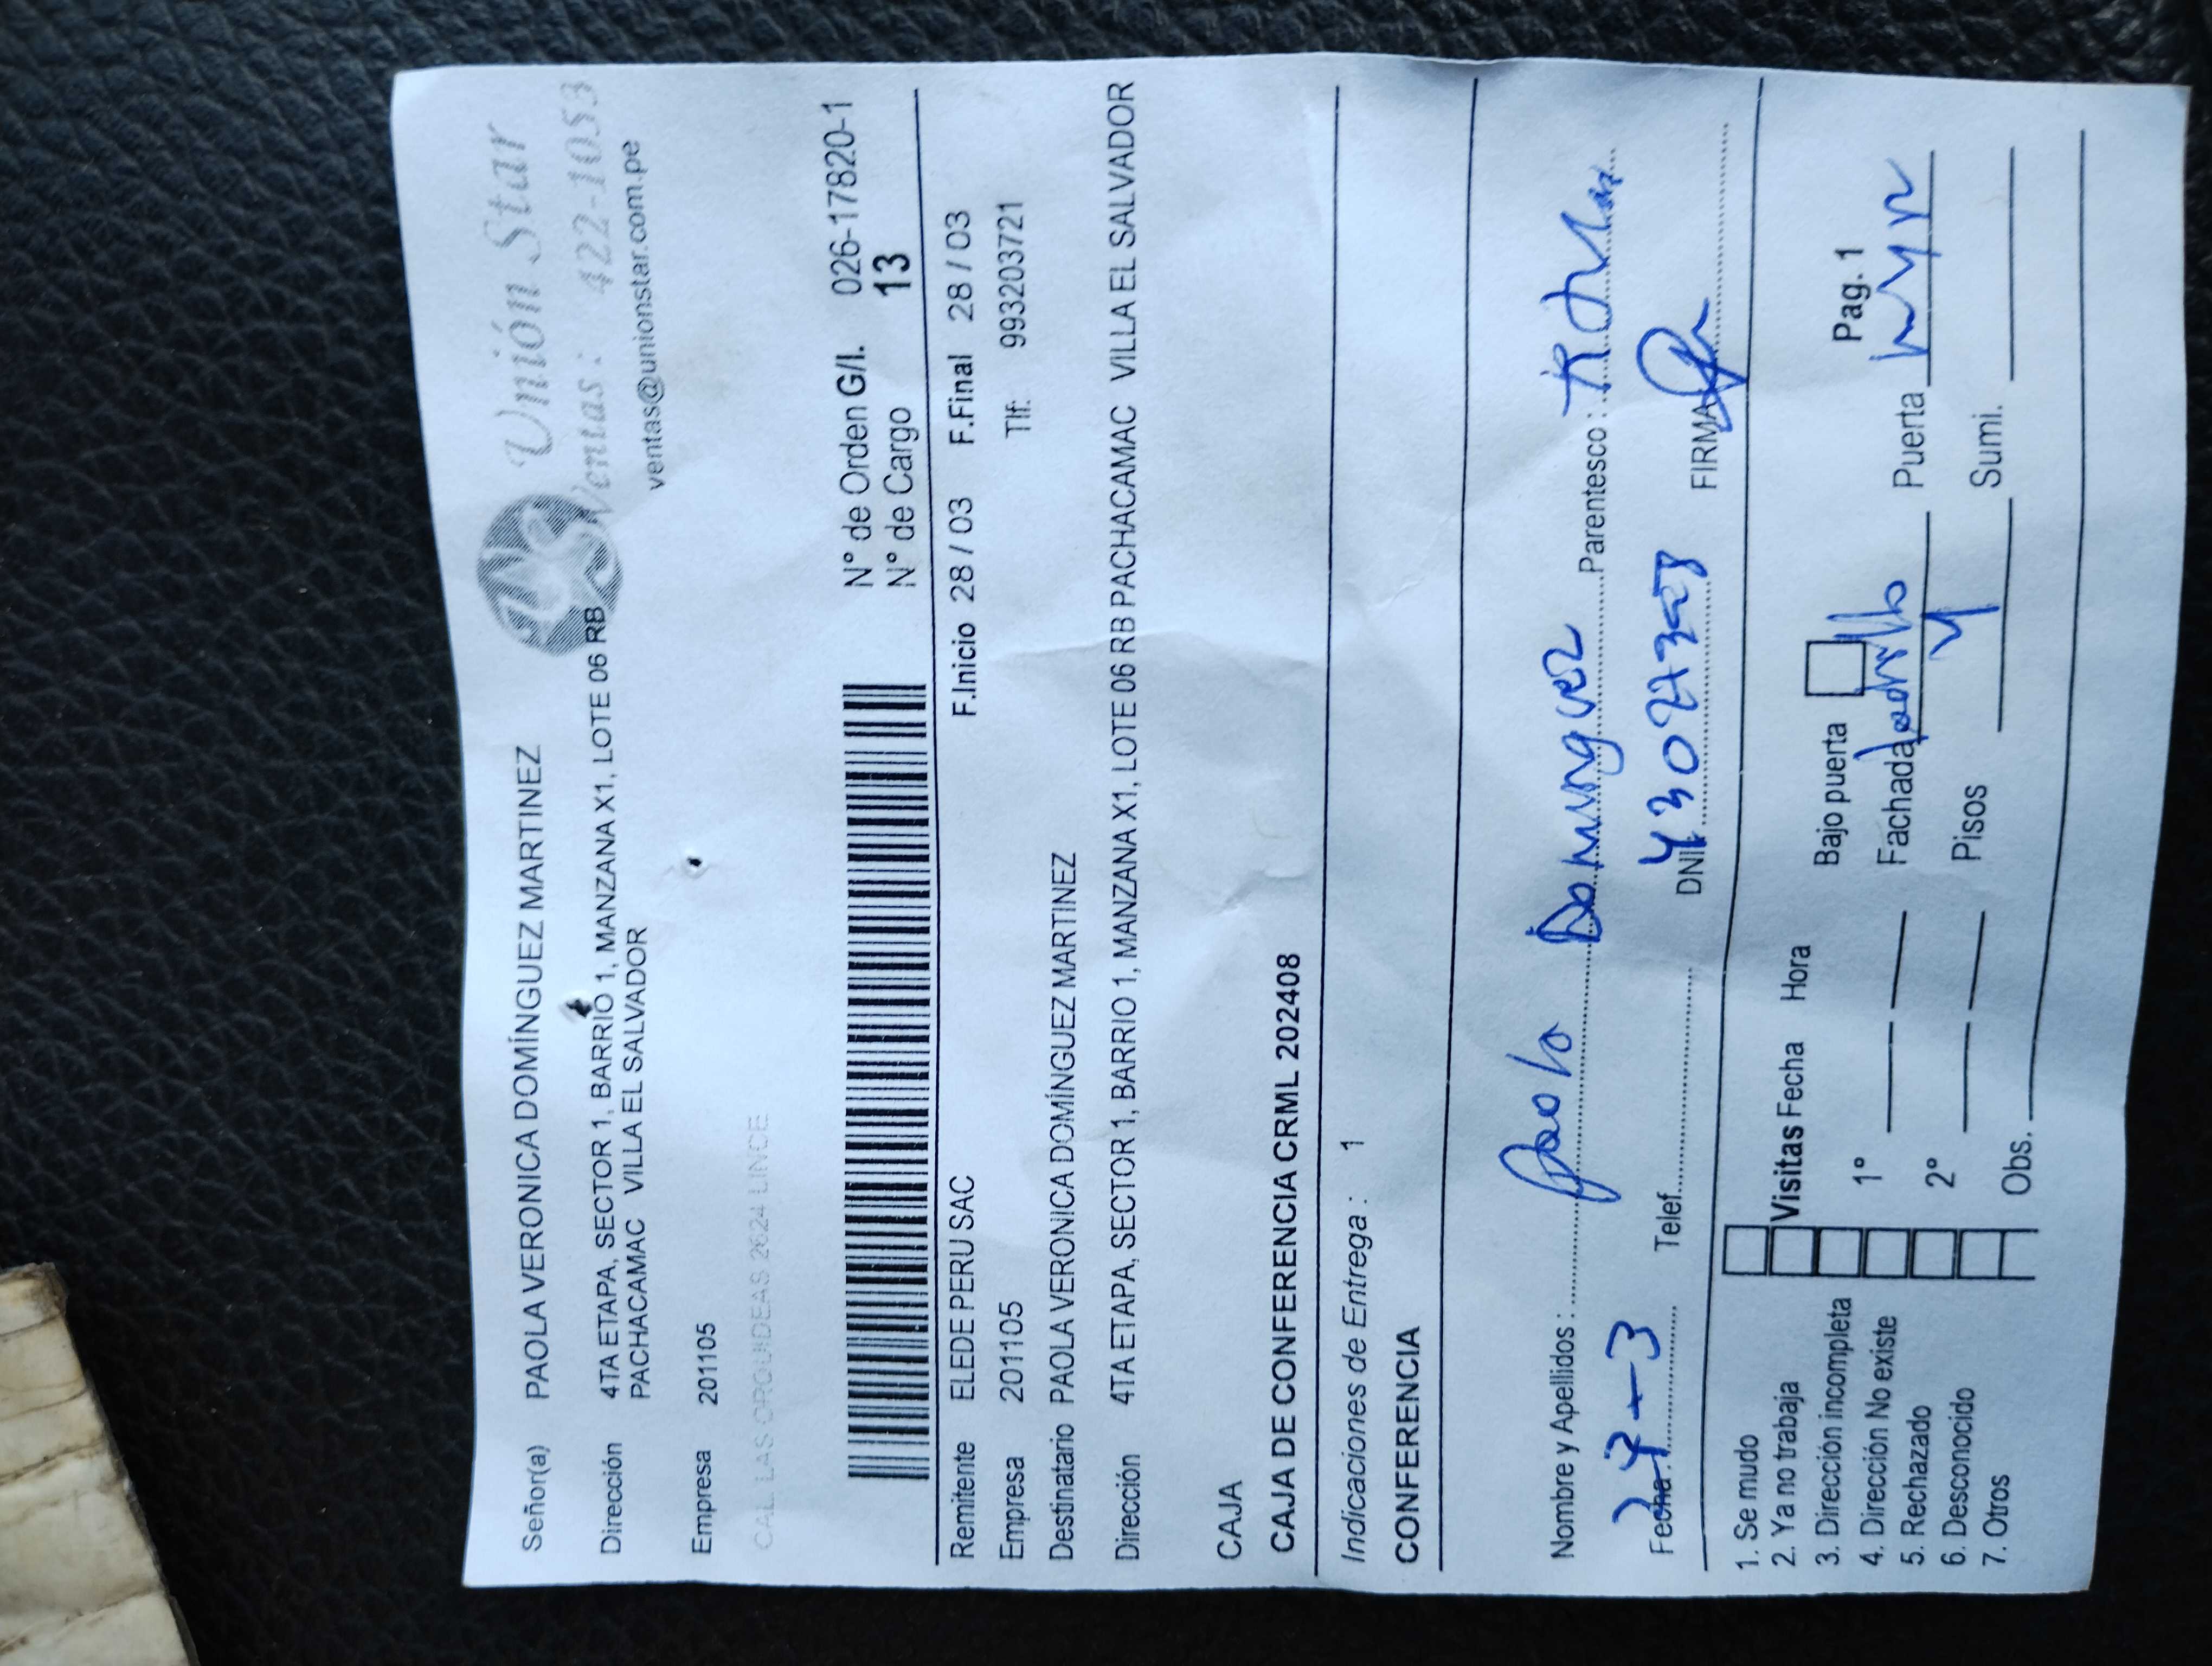 Unión Star
Ventas: 422-1053
ventas@unionstar.com.pe
Señor(a) PAOLA VERONICA DOMÍNGUEZ MARTINEZ
Dirección 4TA ETAPA, SECTOR 1, BARRIO 1, MANZANA X1, LOTE 06 RB
PACHACAMAC VILLA EL SALVADOR
Empresa 201105
CAL. LAS ORQUIDEAS 2624 LINCE
N° de Orden G/I. 026-17820-1
N° de Cargo 13
F.Inicio 28 / 03 F.Final 28 / 03
Remitente ELEDE PERU SAC
Empresa 201105 Tlf: 993203721
Destinatario PAOLA VERONICA DOMÍNGUEZ MARTINEZ
Dirección 4TA ETAPA, SECTOR 1, BARRIO 1, MANZANA X1, LOTE 06 RB PACHACAMAC VILLA EL SALVADOR
CAJA
CAJA DE CONFERENCIA CRML 202408
Indicaciones de Entrega : 1
CONFERENCIA
Nombre y Apellidos : Paola Dominguez Parentesco :
Fecha: Telef. DNI FIRMA
1. Se mudo
2. Ya no trabaja
3. Dirección incompleta
4. Dirección No existe
5. Rechazado
6. Desconocido
7. Otros
Visitas Fecha Hora Bajo puerta Pag. 1
1° Fachada ladrillo Puerta
2° Pisos Sumi.
Obs.